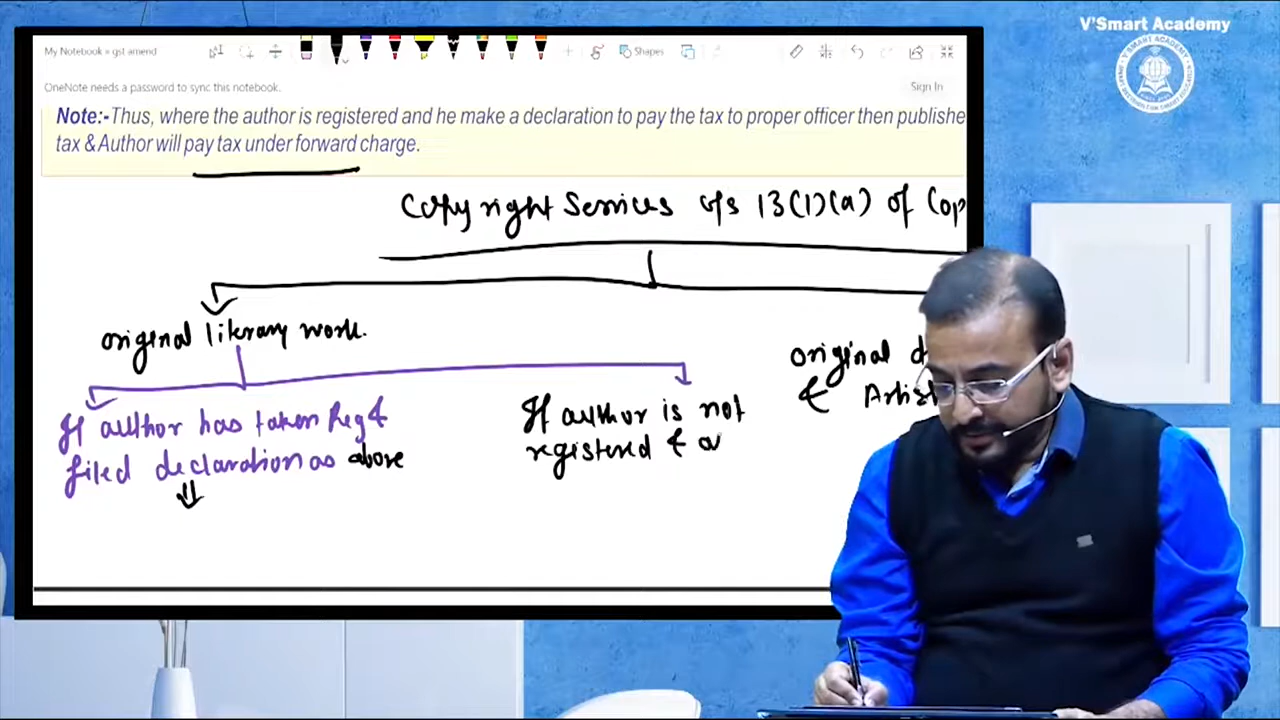 V'Smart Academy
My Notebook » gst amend
Shapes
OneNote needs a password to sync this notebook.
Sign In
Note:-Thus, where the author is registered and he make a declaration to pay the tax to proper officer then publishe
tax & Author will pay tax under forward charge.
Copyright Services u/s 13(1)(a) of Cop
original literary work.
original d
& Artist
If author has taken Reg &
filed declaration as above
If author is not
registered & a